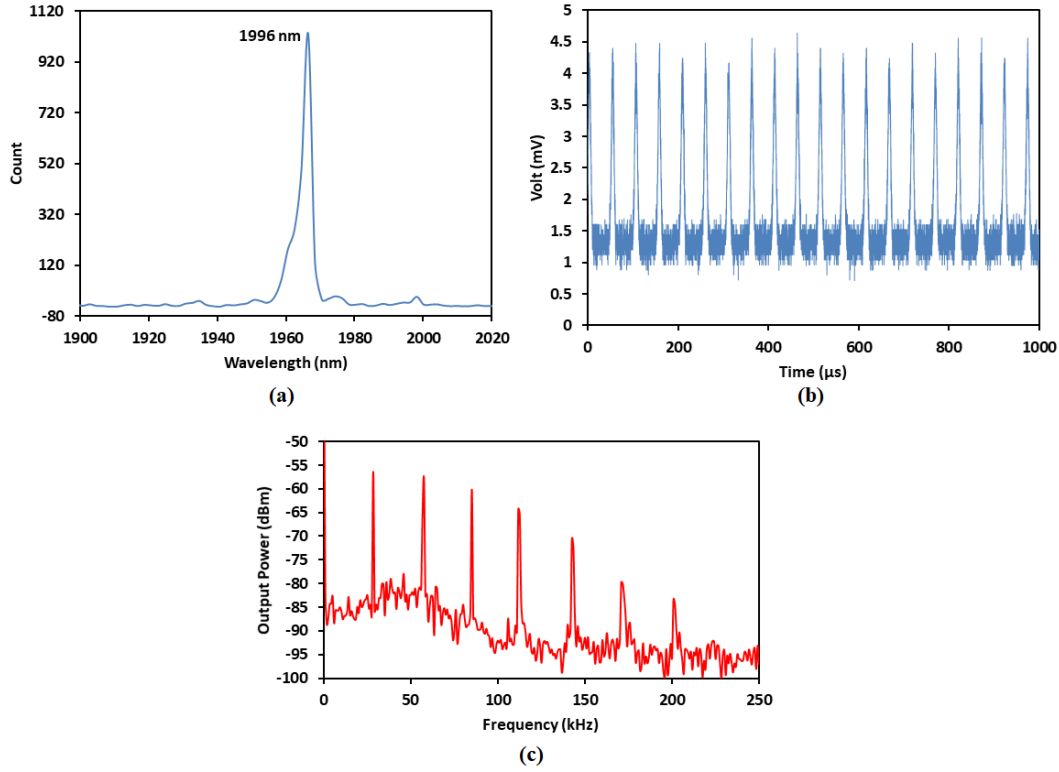 1120
920
720
520
320
120
-80
Count
1996 nm
1900 1920 1940 1960 1980 2000 2020
Wavelength (nm)
(a)
5
4.5
4
3.5
3
2.5
2
1.5
1
0.5
0
Volt (mV)
0 200 400 600 800 1000
Time (µs)
(b)
-50
-55
-60
-65
-70
-75
-80
-85
-90
-95
-100
Output Power (dBm)
0 50 100 150 200 250
Frequency (kHz)
(c)